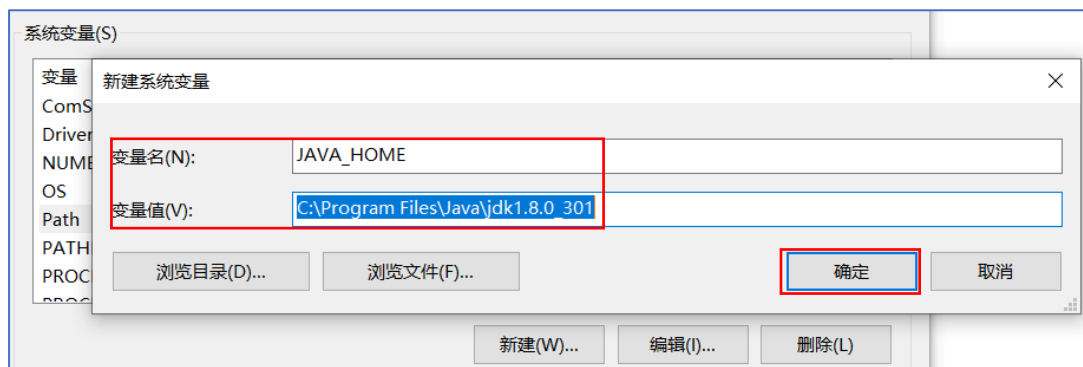 系统变量(S)
变量
新建系统变量
ComS
Driver
NUME
变量名(N):
JAVA_HOME
OS
Path
变量值(V):
C:\Program Files\Java\jdk1.8.0_301
PATH
PROC
浏览目录(D)...
浏览文件(F)...
确定
取消
新建(W)...
编辑(I)...
删除(L)